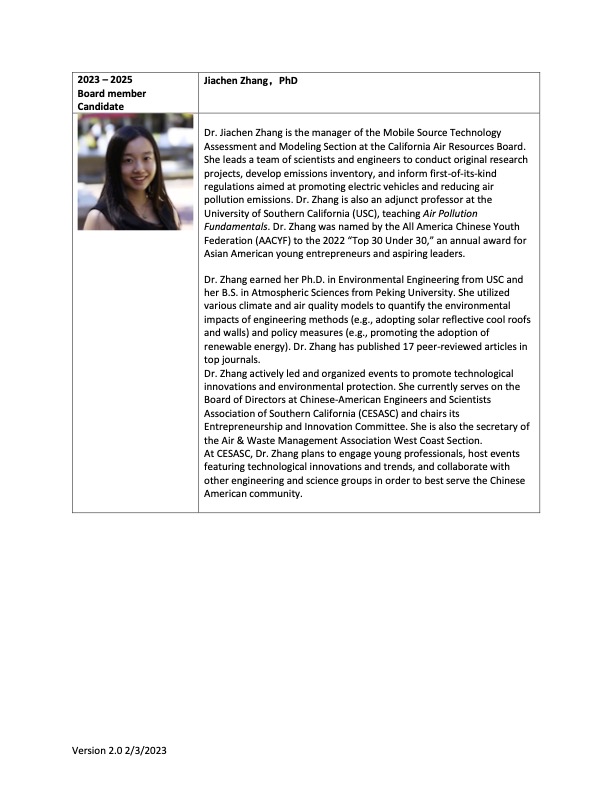 2023 – 2025
Board member
Candidate
Jiachen Zhang，PhD
Dr. Jiachen Zhang is the manager of the Mobile Source Technology
Assessment and Modeling Section at the California Air Resources Board.
She leads a team of scientists and engineers to conduct original research
projects, develop emissions inventory, and inform first-of-its-kind
regulations aimed at promoting electric vehicles and reducing air
pollution emissions. Dr. Zhang is also an adjunct professor at the
University of Southern California (USC), teaching Air Pollution
Fundamentals. Dr. Zhang was named by the All America Chinese Youth
Federation (AACYF) to the 2022 “Top 30 Under 30,” an annual award for
Asian American young entrepreneurs and aspiring leaders.
Dr. Zhang earned her Ph.D. in Environmental Engineering from USC and
her B.S. in Atmospheric Sciences from Peking University. She utilized
various climate and air quality models to quantify the environmental
impacts of engineering methods (e.g., adopting solar reflective cool roofs
and walls) and policy measures (e.g., promoting the adoption of
renewable energy). Dr. Zhang has published 17 peer-reviewed articles in
top journals.
Dr. Zhang actively led and organized events to promote technological
innovations and environmental protection. She currently serves on the
Board of Directors at Chinese-American Engineers and Scientists
Association of Southern California (CESASC) and chairs its
Entrepreneurship and Innovation Committee. She is also the secretary of
the Air & Waste Management Association West Coast Section.
At CESASC, Dr. Zhang plans to engage young professionals, host events
featuring technological innovations and trends, and collaborate with
other engineering and science groups in order to best serve the Chinese
American community.
Version 2.0 2/3/2023